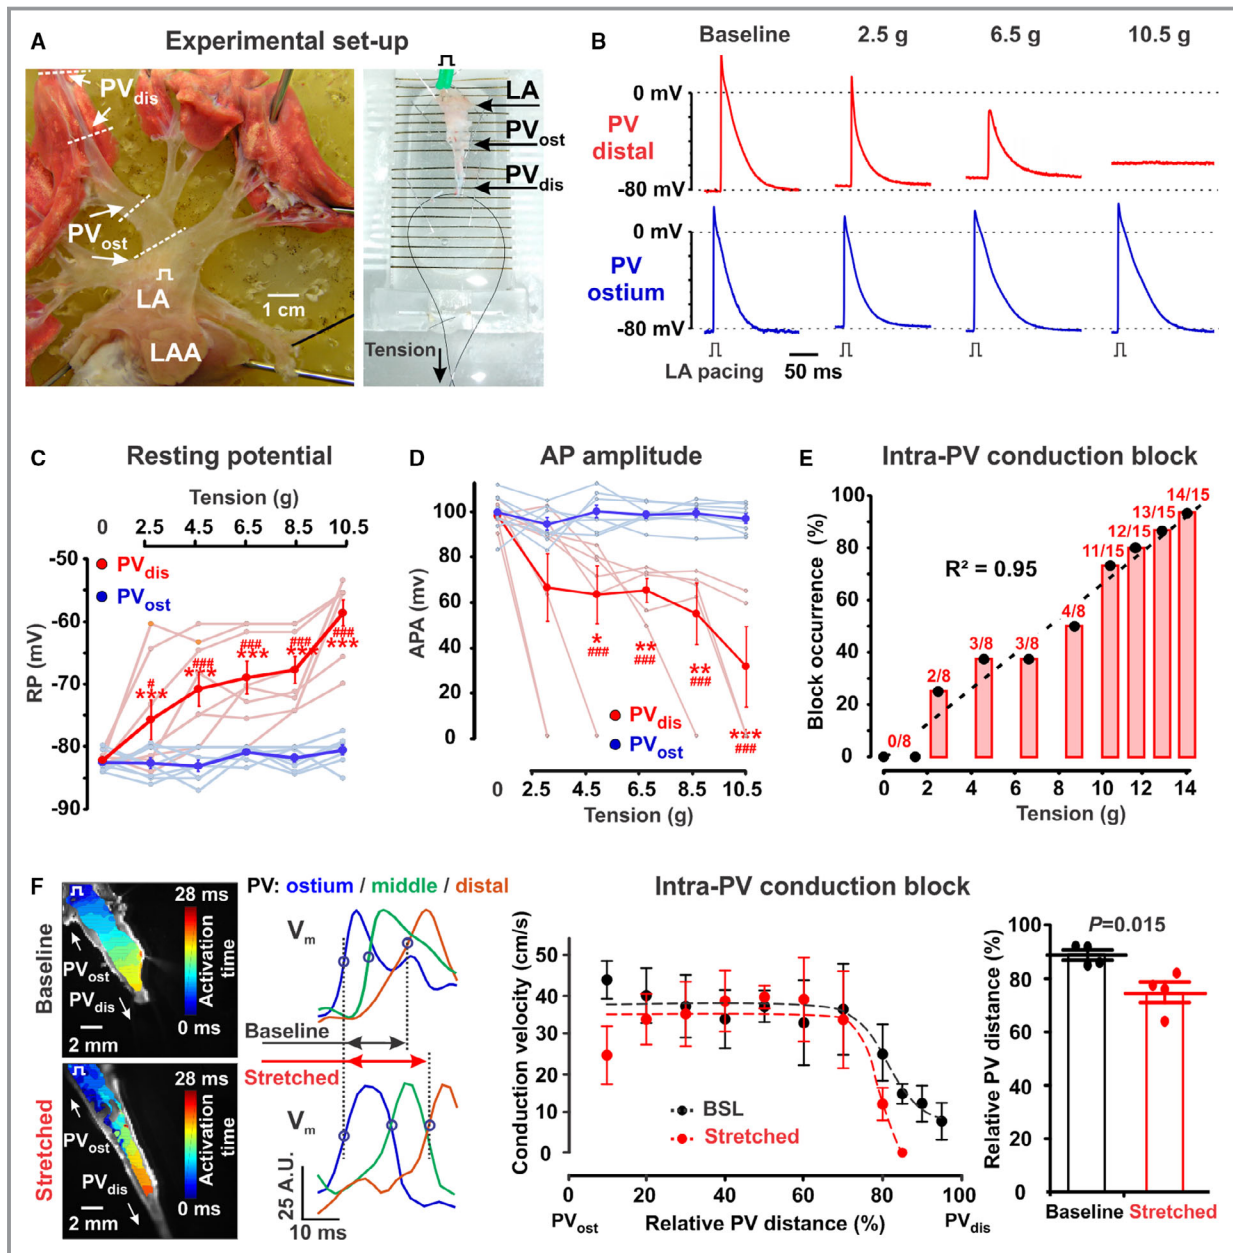 A Experimental set-up
PVdis
PVost
LA
LAA
1 cm
LA
PVost
PVdis
Tension
B Baseline 2.5 g 6.5 g 10.5 g
0 mV
PV
distal
-80 mV
0 mV
PV
ostium
-80 mV
LA pacing 50 ms
C Resting potential
Tension (g)
0 2.5 4.5 6.5 8.5 10.5
-50
-60
-70
-80
-90
RP (mV)
PVdis
PVost
# ### ### ### ###
*** *** *** *** ***
D AP amplitude
100
80
60
40
20
0
APA (mv)
* ** ** ***
### ### ### ###
PVdis
PVost
0 2.5 4.5 6.5 8.5 10.5
Tension (g)
E Intra-PV conduction block
100
80
60
40
20
0
Block occurrence (%)
R² = 0.95
0/8
2/8
3/8
3/8
4/8
11/15
12/15
13/15
14/15
0 2 4 6 8 10 12 14
Tension (g)
F
Baseline
28 ms
Activation time
0 ms
PVost
PVdis
2 mm
Stretched
28 ms
Activation time
0 ms
PVost
PVdis
2 mm
PV: ostium / middle / distal
Vm
Baseline
Stretched
Vm
25 A.U.
10 ms
Intra-PV conduction block
Conduction velocity (cm/s)
50
40
30
20
10
0
BSL
Stretched
0 20 40 60 80 100
PVost Relative PV distance (%) PVdis
Relative PV distance (%)
100
80
60
40
20
0
P=0.015
Baseline Stretched